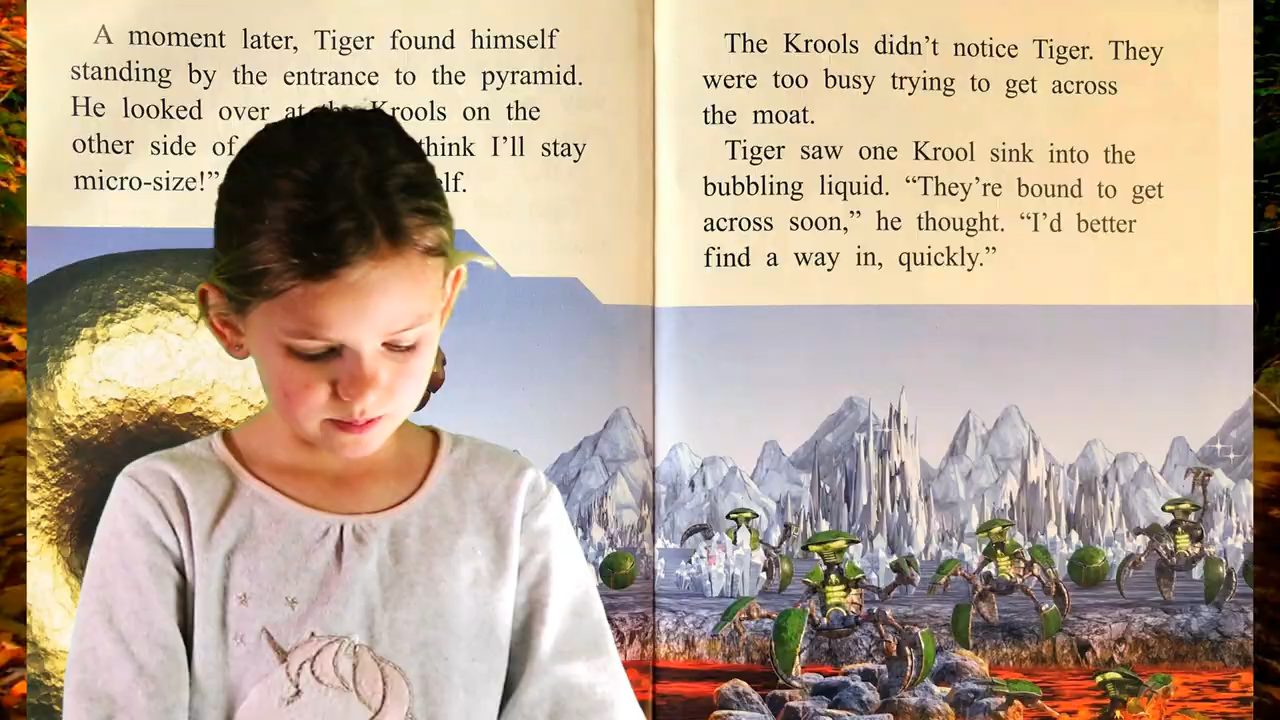 A moment later, Tiger found himself
standing by the entrance to the pyramid.
He looked over at the Krools on the
other side of think I'll stay
micro-size!"
The Krools didn't notice Tiger. They
were too busy trying to get across
the moat.
Tiger saw one Krool sink into the
bubbling liquid. "They're bound to get
across soon," he thought. "I'd better
find a way in, quickly."